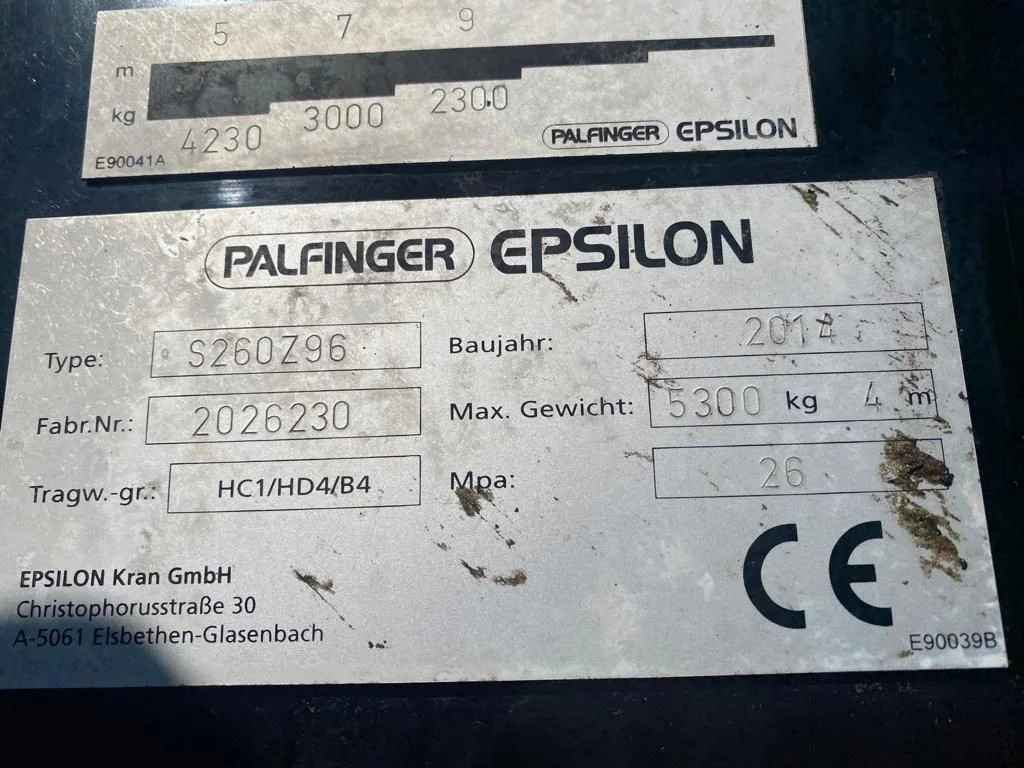 5 7 9
m
kg
4230 3000 2300
E90041A PALFINGER EPSILON
PALFINGER EPSILON
Type: S260Z96 Baujahr: 2014
Fabr.Nr.: 2026230 Max. Gewicht: 5300 kg 4 m
Tragw.-gr.: HC1/HD4/B4 Mpa: 26
EPSILON Kran GmbH
Christophorusstraße 30
A-5061 Elsbethen-Glasenbach
CE
E90039B